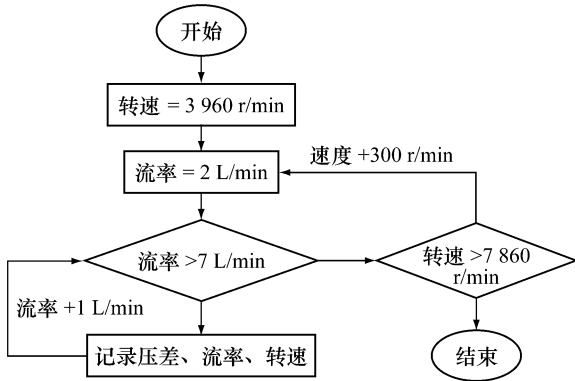 开始
转速 = 3 960 r/min
流率 = 2 L/min
速度 +300 r/min
流率 >7 L/min
转速 >7 860
r/min
流率 +1 L/min
记录压差、流率、转速
结束